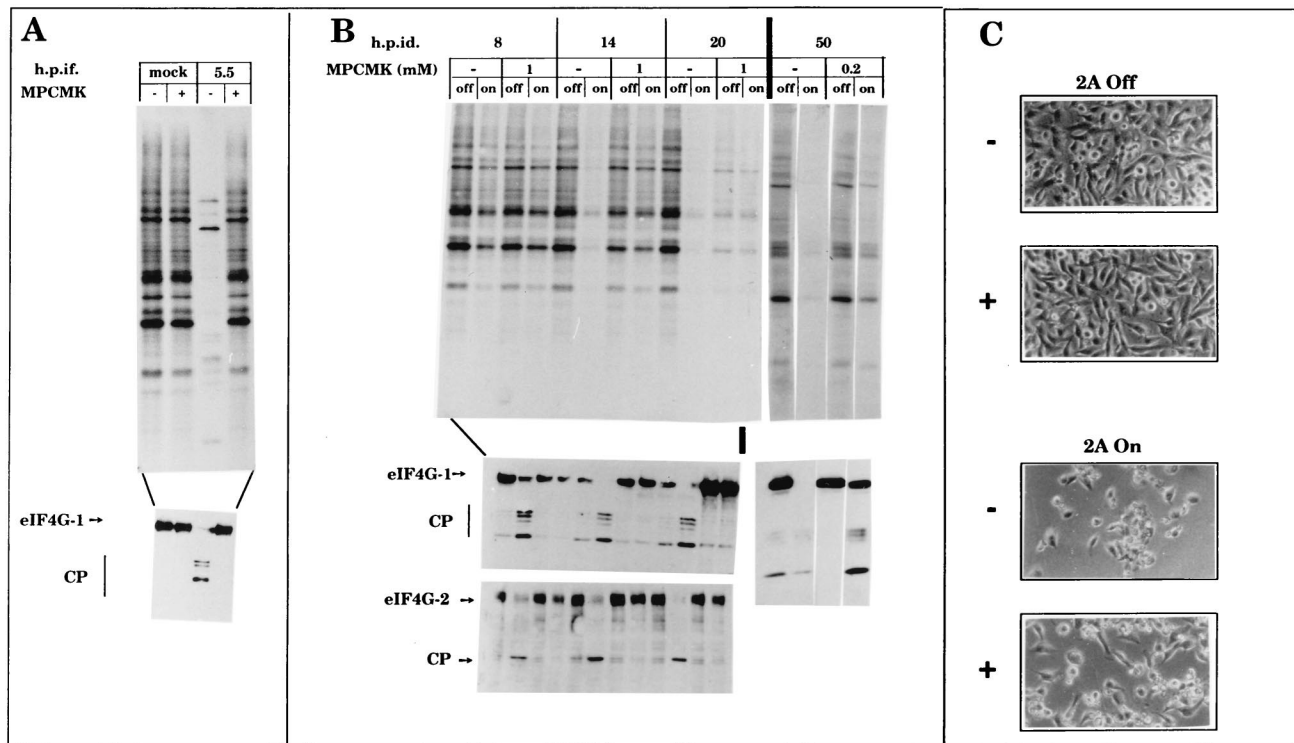 A
h.p.if. mock 5.5
MPCMK - + - +
eIF4G-1
CP
B
h.p.id. 8 14 20 50
MPCMK (mM) - 1 - 1 - 1 - 0.2
off on off on off on off on off on off on off on off on
eIF4G-1
CP
eIF4G-2
CP
C
2A Off
-
+
2A On
-
+